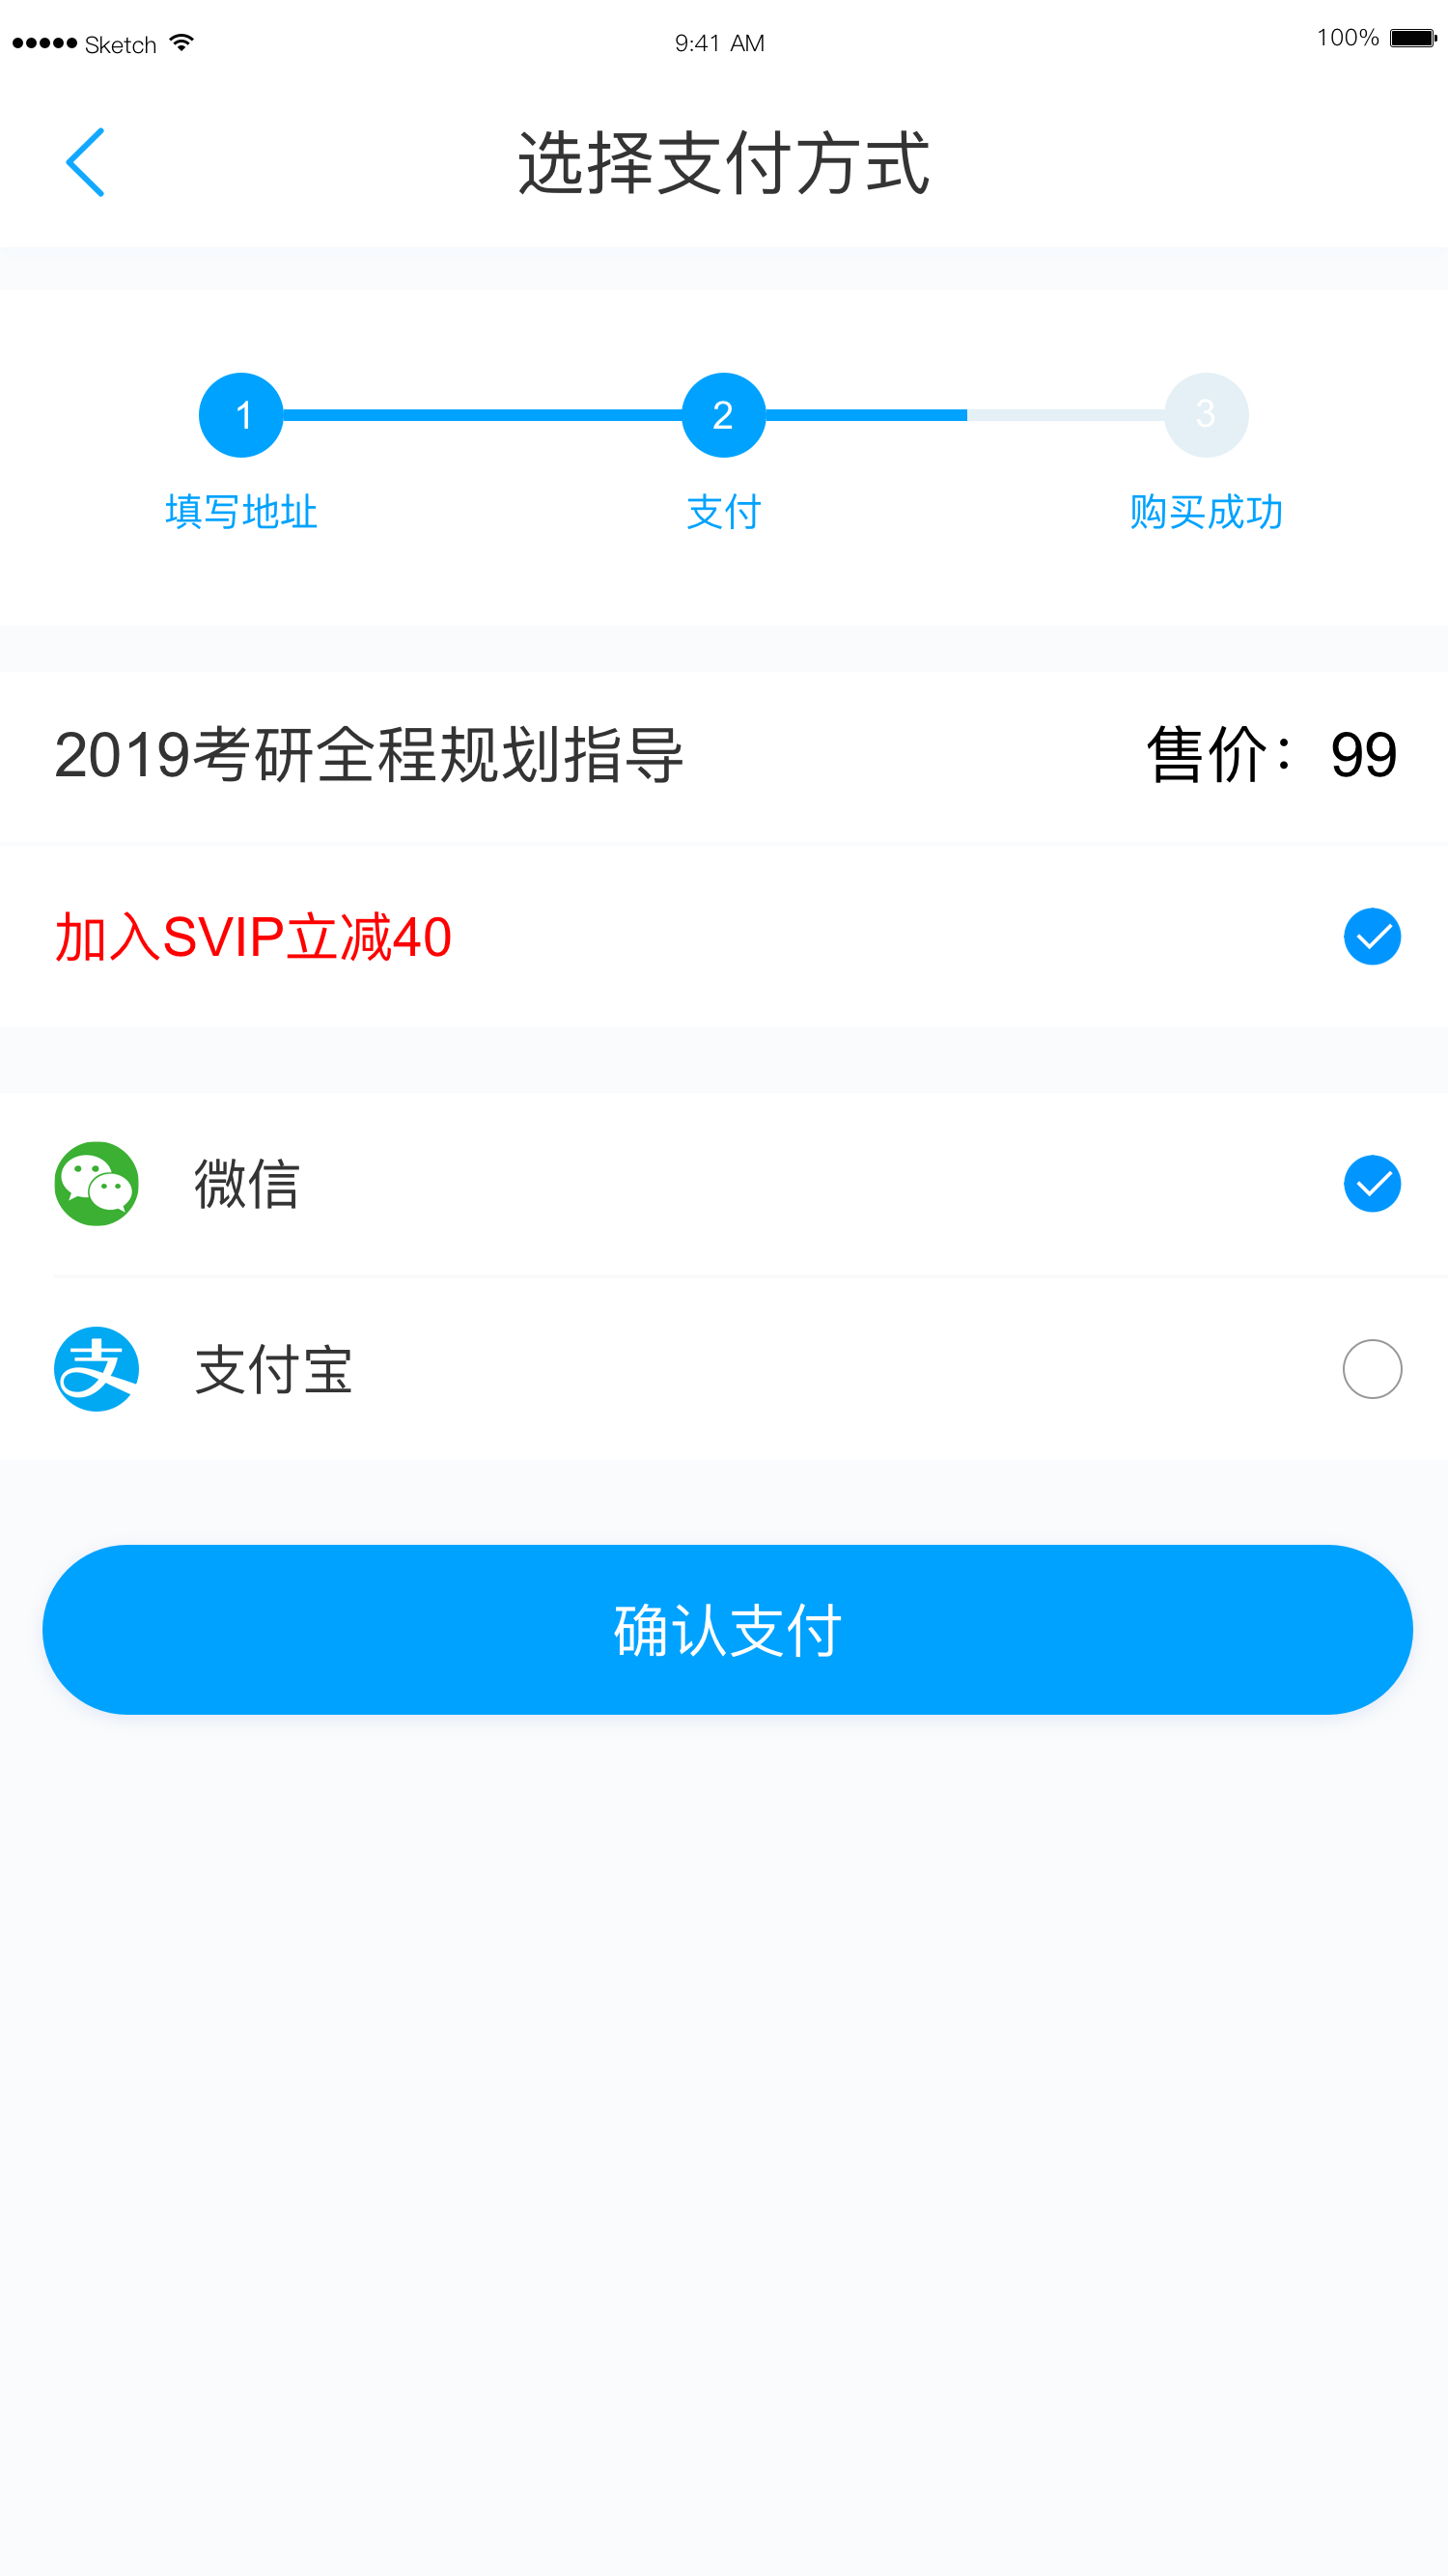 Sketch 9:41 AM 100%
选择支付方式
1 2 3
填写地址 支付 购买成功
2019考研全程规划指导 售价：99
加入SVIP立减40
微信
支付宝
确认支付